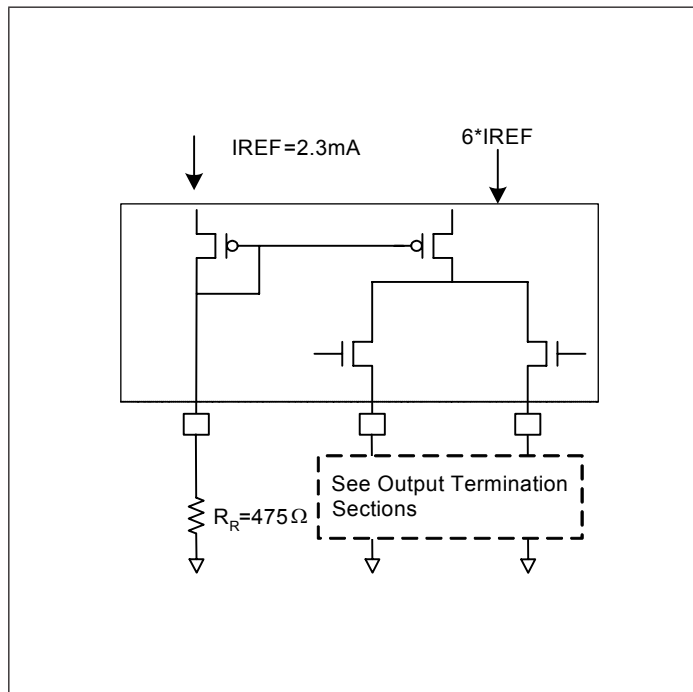 IREF=2.3mA
6*IREF
See Output Termination
Sections
R_R=475Ω